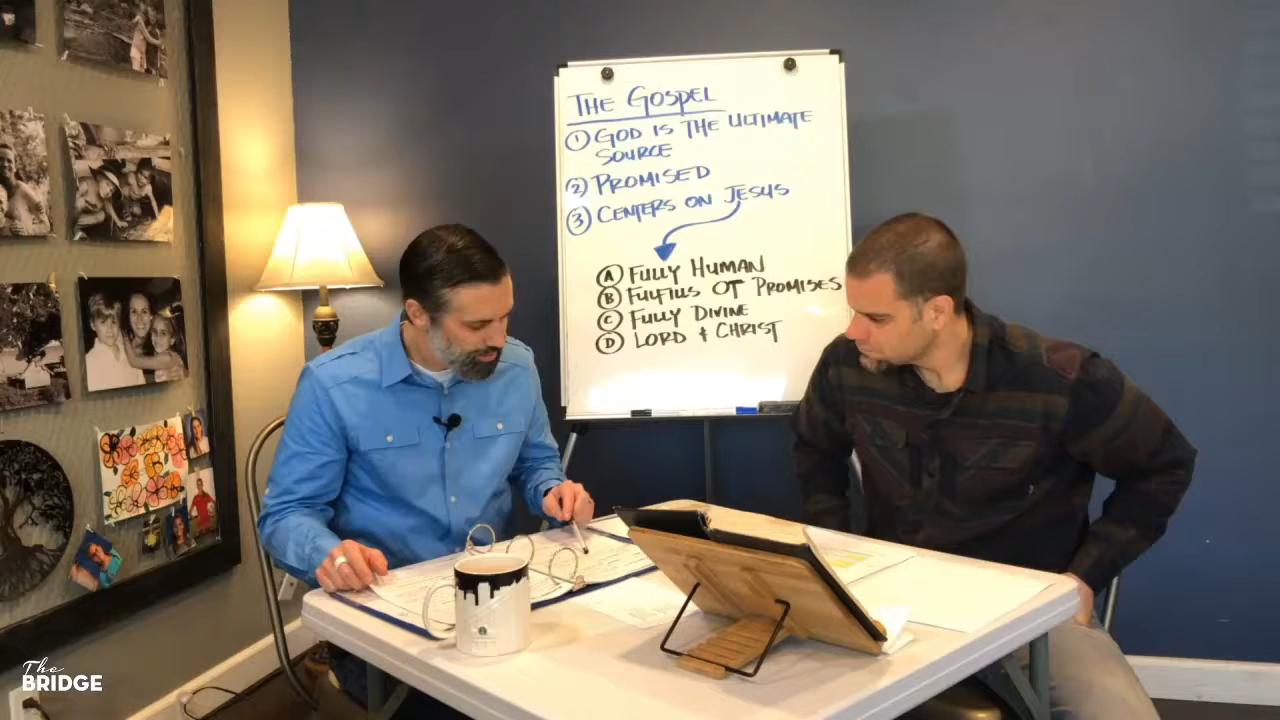 THE GOSPEL
① GOD IS THE ULTIMATE
SOURCE
② PROMISED
③ CENTERS ON JESUS
Ⓐ FULLY HUMAN
Ⓑ FULFILLS OT PROMISES
Ⓒ FULLY DIVINE
Ⓓ LORD + CHRIST
The
BRIDGE